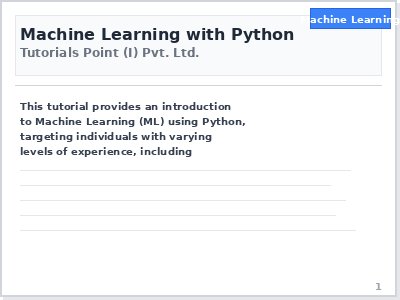 Machine Learning
Machine Learning with Python
Tutorials Point (I) Pvt. Ltd.
This tutorial provides an introduction
to Machine Learning (ML) using Python,
targeting individuals with varying
levels of experience, including
1